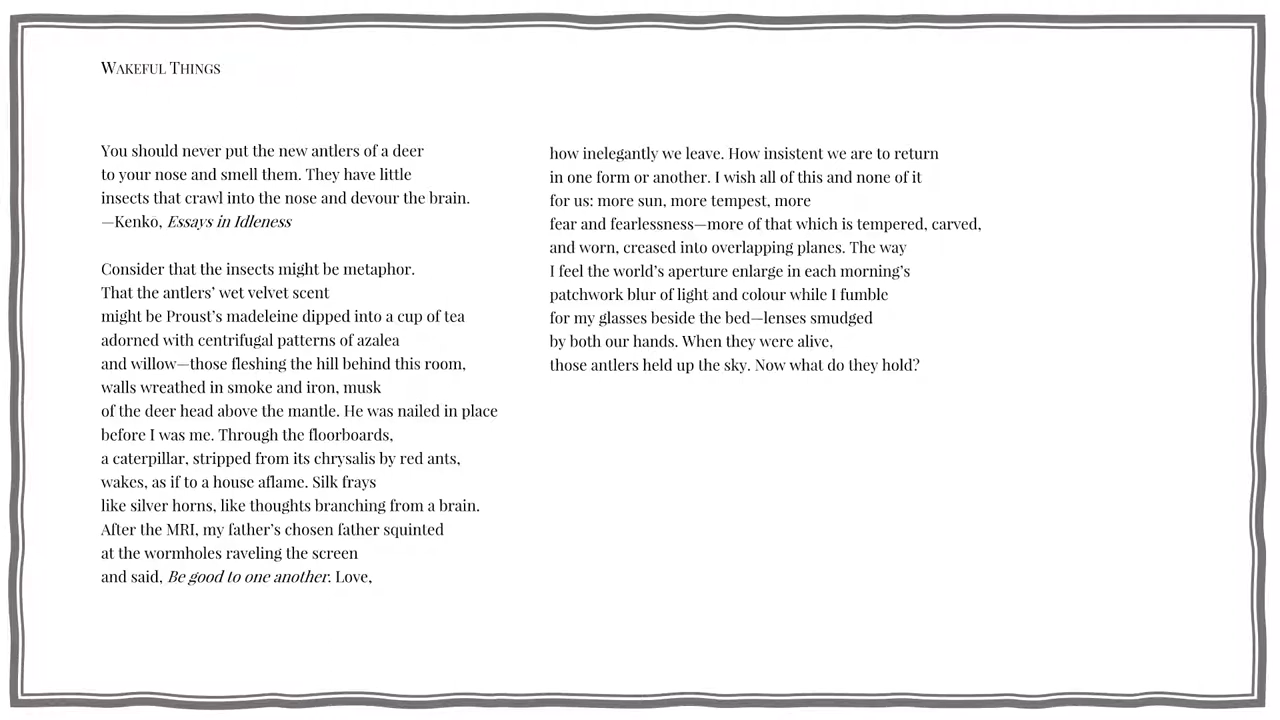 WAKEFUL THINGS
You should never put the new antlers of a deer
to your nose and smell them. They have little
insects that crawl into the nose and devour the brain.
—Kenkō, Essays in Idleness
Consider that the insects might be metaphor.
That the antlers’ wet velvet scent
might be Proust’s madeleine dipped into a cup of tea
adorned with centrifugal patterns of azalea
and willow—those fleshing the hill behind this room,
walls wreathed in smoke and iron, musk
of the deer head above the mantle. He was nailed in place
before I was me. Through the floorboards,
a caterpillar, stripped from its chrysalis by red ants,
wakes, as if to a house aflame. Silk frays
like silver horns, like thoughts branching from a brain.
After the MRI, my father’s chosen father squinted
at the wormholes raveling the screen
and said, Be good to one another. Love,
how inelegantly we leave. How insistent we are to return
in one form or another. I wish all of this and none of it
for us: more sun, more tempest, more
fear and fearlessness—more of that which is tempered, carved,
and worn, creased into overlapping planes. The way
I feel the world’s aperture enlarge in each morning’s
patchwork blur of light and colour while I fumble
for my glasses beside the bed—lenses smudged
by both our hands. When they were alive,
those antlers held up the sky. Now what do they hold?